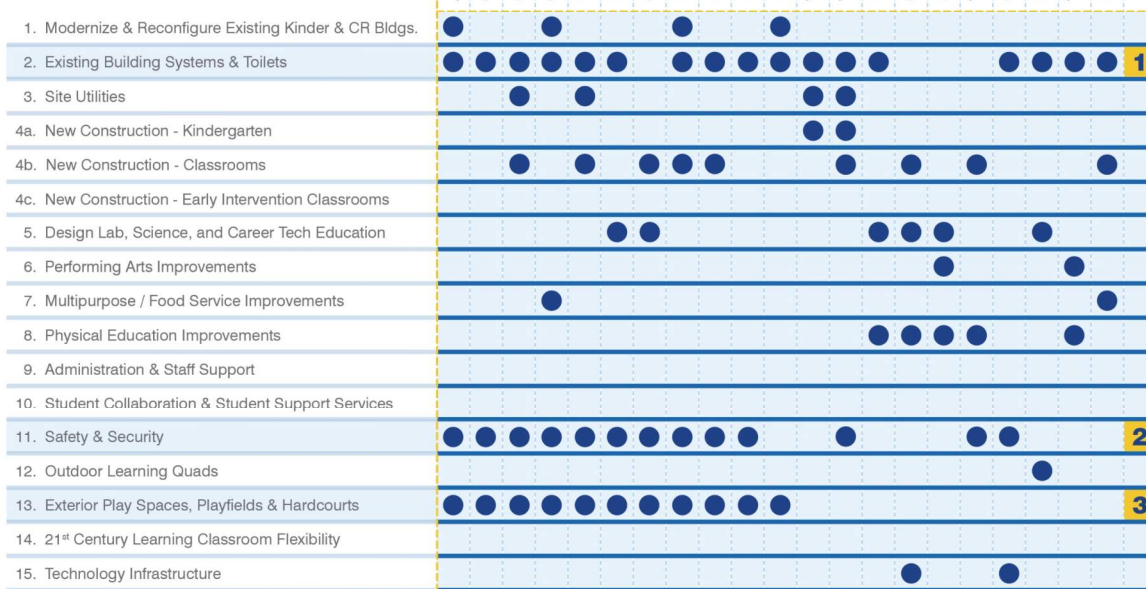 1. Modernize & Reconfigure Existing Kinder & CR Bldgs.
2. Existing Building Systems & Toilets 1
3. Site Utilities
4a. New Construction - Kindergarten
4b. New Construction - Classrooms
4c. New Construction - Early Intervention Classrooms
5. Design Lab, Science, and Career Tech Education
6. Performing Arts Improvements
7. Multipurpose / Food Service Improvements
8. Physical Education Improvements
9. Administration & Staff Support
10. Student Collaboration & Student Support Services
11. Safety & Security 2
12. Outdoor Learning Quads
13. Exterior Play Spaces, Playfields & Hardcourts 3
14. 21st Century Learning Classroom Flexibility
15. Technology Infrastructure